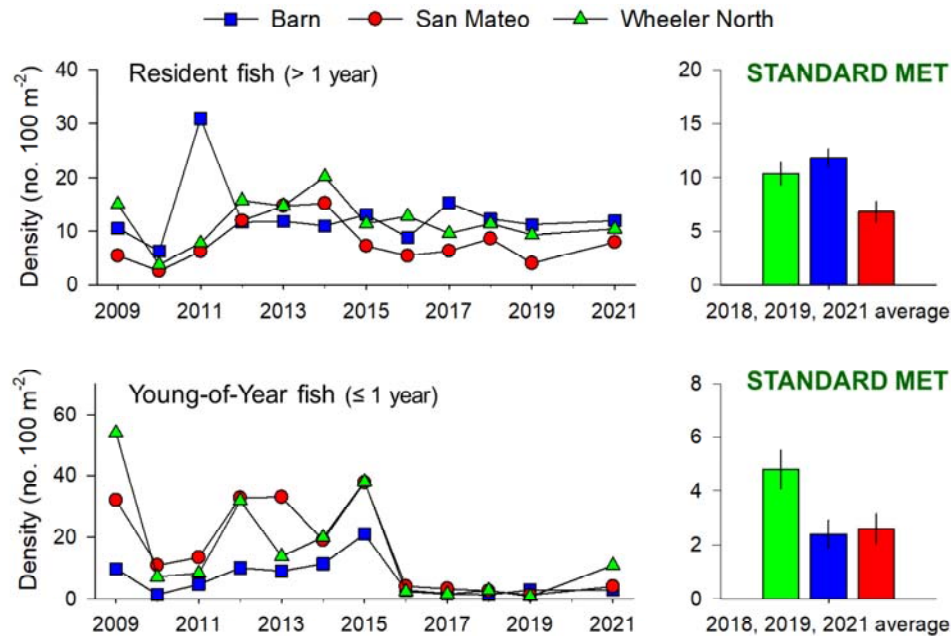 Barn San Mateo Wheeler North
Resident fish (> 1 year)
STANDARD MET
Density (no. 100 m⁻²)
40
30
20
10
0
2009 2011 2013 2015 2017 2019 2021
20
15
10
5
0
2018, 2019, 2021 average
Young-of-Year fish (≤ 1 year)
STANDARD MET
Density (no. 100 m⁻²)
60
40
20
0
2009 2011 2013 2015 2017 2019 2021
8
6
4
2
0
2018, 2019, 2021 average